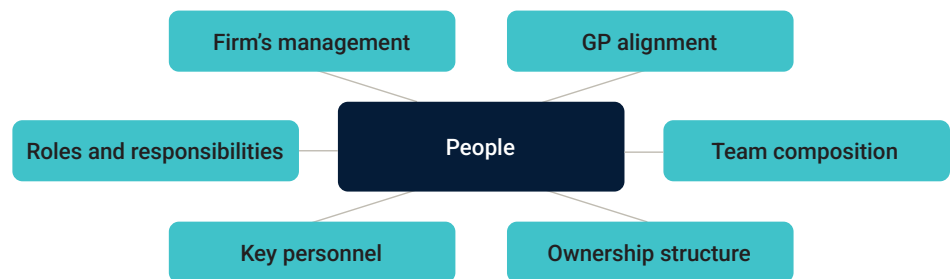 Firm's management
GP alignment
Roles and responsibilities
People
Team composition
Key personnel
Ownership structure